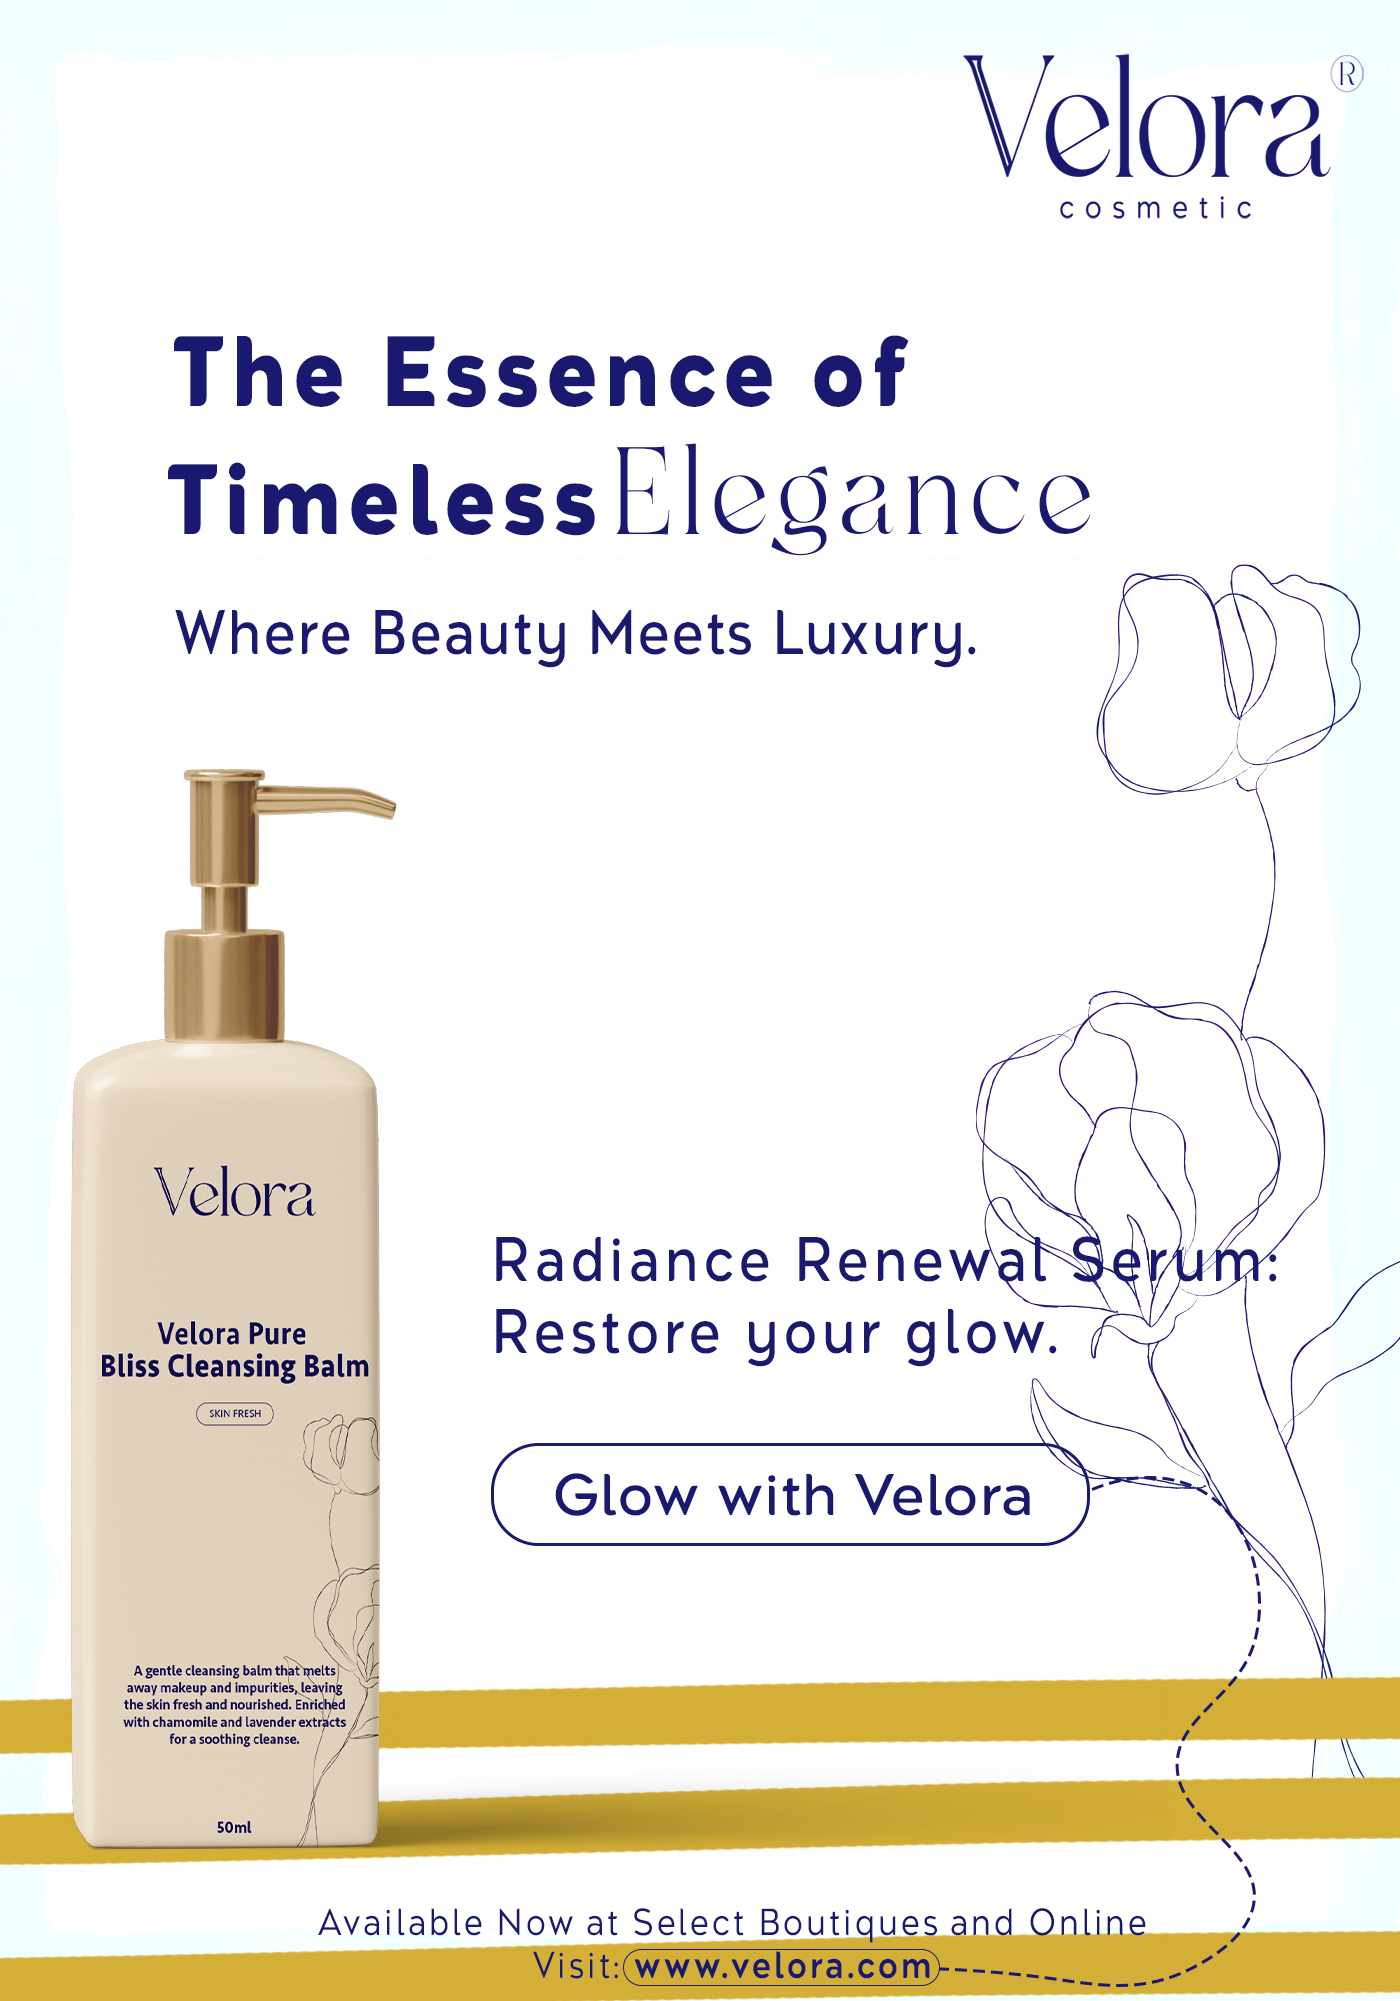 Velora®
cosmetic
The Essence of
Timeless Elegance
Where Beauty Meets Luxury.
Velora
Velora Pure
Bliss Cleansing Balm
SKIN FRESH
A gentle cleansing balm that melts
away makeup and impurities, leaving
the skin fresh and nourished. Enriched
with chamomile and lavender extracts
for a soothing cleanse.
50ml
Radiance Renewal Serum:
Restore your glow.
Glow with Velora
Available Now at Select Boutiques and Online
Visit: www.velora.com